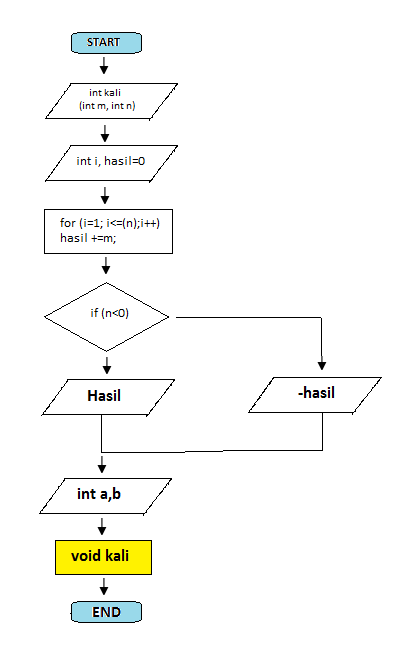 START
int kali
(int m, int n)
int i, hasil=0
for (i=1; i<=(n);i++)
hasil +=m;
if (n<0)
Hasil
-hasil
int a,b
void kali
END